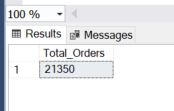 100 %
Results Messages
Total_Orders
1 21350